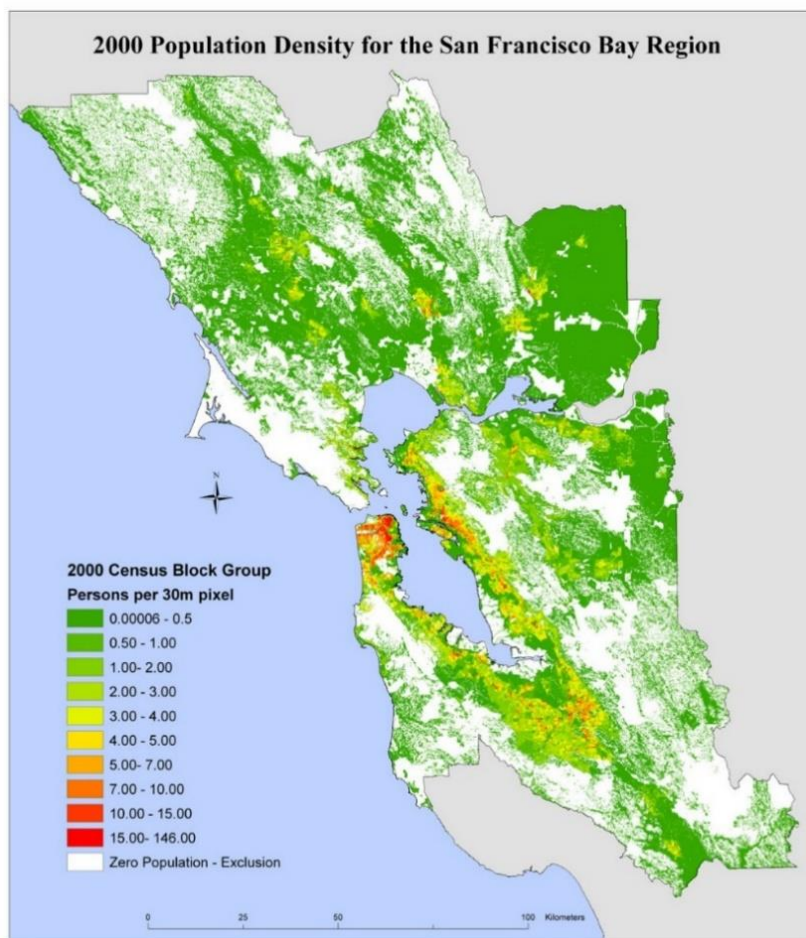 2000 Population Density for the San Francisco Bay Region
N
2000 Census Block Group
Persons per 30m pixel
0.00006 - 0.5
0.50 - 1.00
1.00- 2.00
2.00 - 3.00
3.00 - 4.00
4.00 - 5.00
5.00- 7.00
7.00 - 10.00
10.00 - 15.00
15.00- 146.00
Zero Population - Exclusion
0 50 100 Kilometers